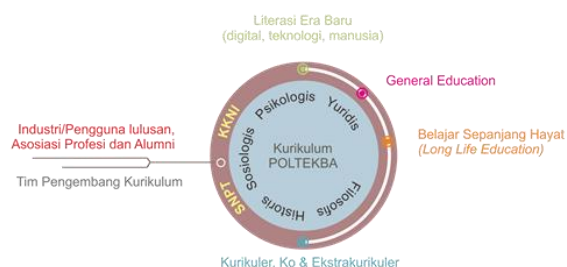 Literasi Era Baru
(digital, teknologi, manusia)
General Education
Belajar Sepanjang Hayat
(Long Life Education)
Industri/Pengguna lulusan,
Asosiasi Profesi dan Alumni
Tim Pengembang Kurikulum
KKNI
SNPT
Psikologis
Yuridis
Sosiologis
Historis
Filosofis
Kurikulum
POLTEKBA
Kurikuler, Ko & Ekstrakurikuler